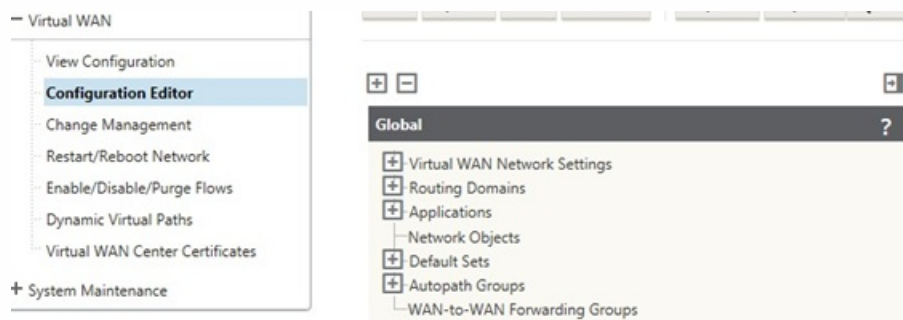 Virtual WAN
View Configuration
Configuration Editor
Change Management
Restart/Reboot Network
Enable/Disable/Purge Flows
Dynamic Virtual Paths
Virtual WAN Center Certificates
System Maintenance
Global ?
Virtual WAN Network Settings
Routing Domains
Applications
Network Objects
Default Sets
Autopath Groups
WAN-to-WAN Forwarding Groups